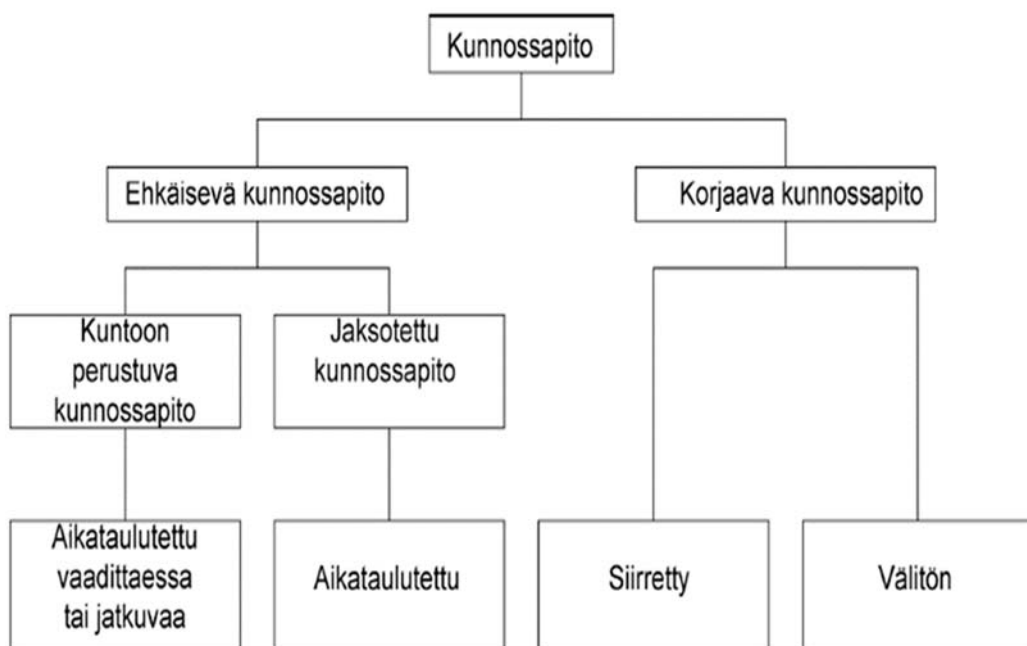 Kunnossapito
Ehkäisevä kunnossapito
Korjaava kunnossapito
Kuntoon
perustuva
kunnossapito
Jaksotettu
kunnossapito
Aikataulutettu
vaadittaessa
tai jatkuvaa
Aikataulutettu
Siirretty
Välitön